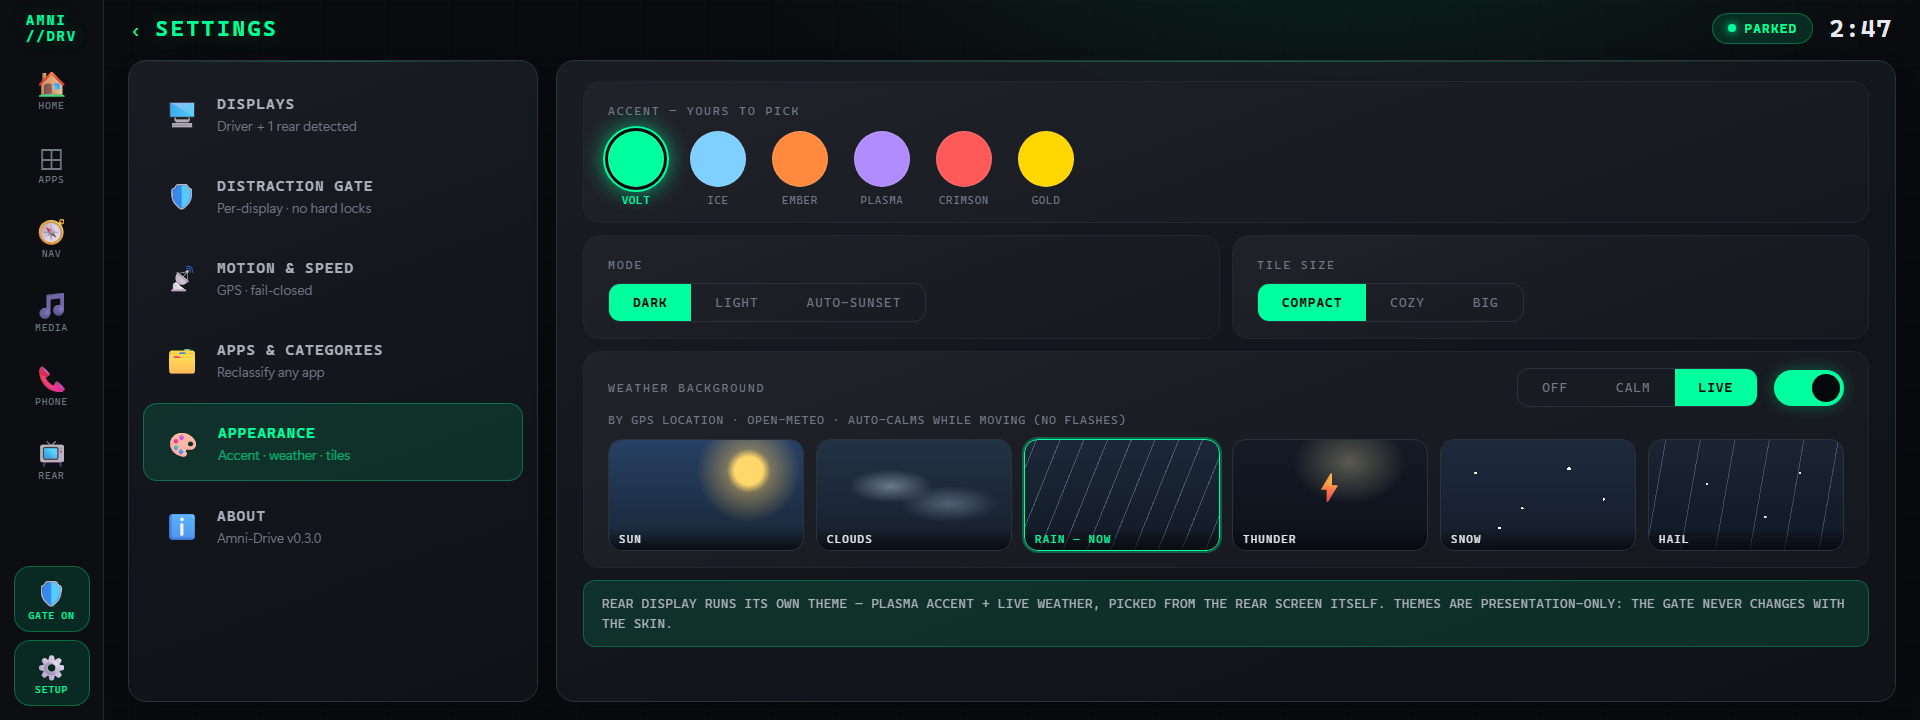 AMNI
//DRV
HOME
APPS
NAV
MEDIA
PHONE
REAR
GATE ON
SETUP
‹ SETTINGS
PARKED
2:47
DISPLAYS
Driver + 1 rear detected
DISTRACTION GATE
Per-display · no hard locks
MOTION & SPEED
GPS · fail-closed
APPS & CATEGORIES
Reclassify any app
APPEARANCE
Accent · weather · tiles
ABOUT
Amni-Drive v0.3.0
ACCENT — YOURS TO PICK
VOLT
ICE
EMBER
PLASMA
CRIMSON
GOLD
MODE
DARK LIGHT AUTO-SUNSET
TILE SIZE
COMPACT COZY BIG
WEATHER BACKGROUND
OFF CALM LIVE
BY GPS LOCATION · OPEN-METEO · AUTO-CALMS WHILE MOVING (NO FLASHES)
SUN
CLOUDS
RAIN — NOW
THUNDER
SNOW
HAIL
REAR DISPLAY RUNS ITS OWN THEME — PLASMA ACCENT + LIVE WEATHER, PICKED FROM THE REAR SCREEN ITSELF. THEMES ARE PRESENTATION-ONLY: THE GATE NEVER CHANGES WITH
THE SKIN.